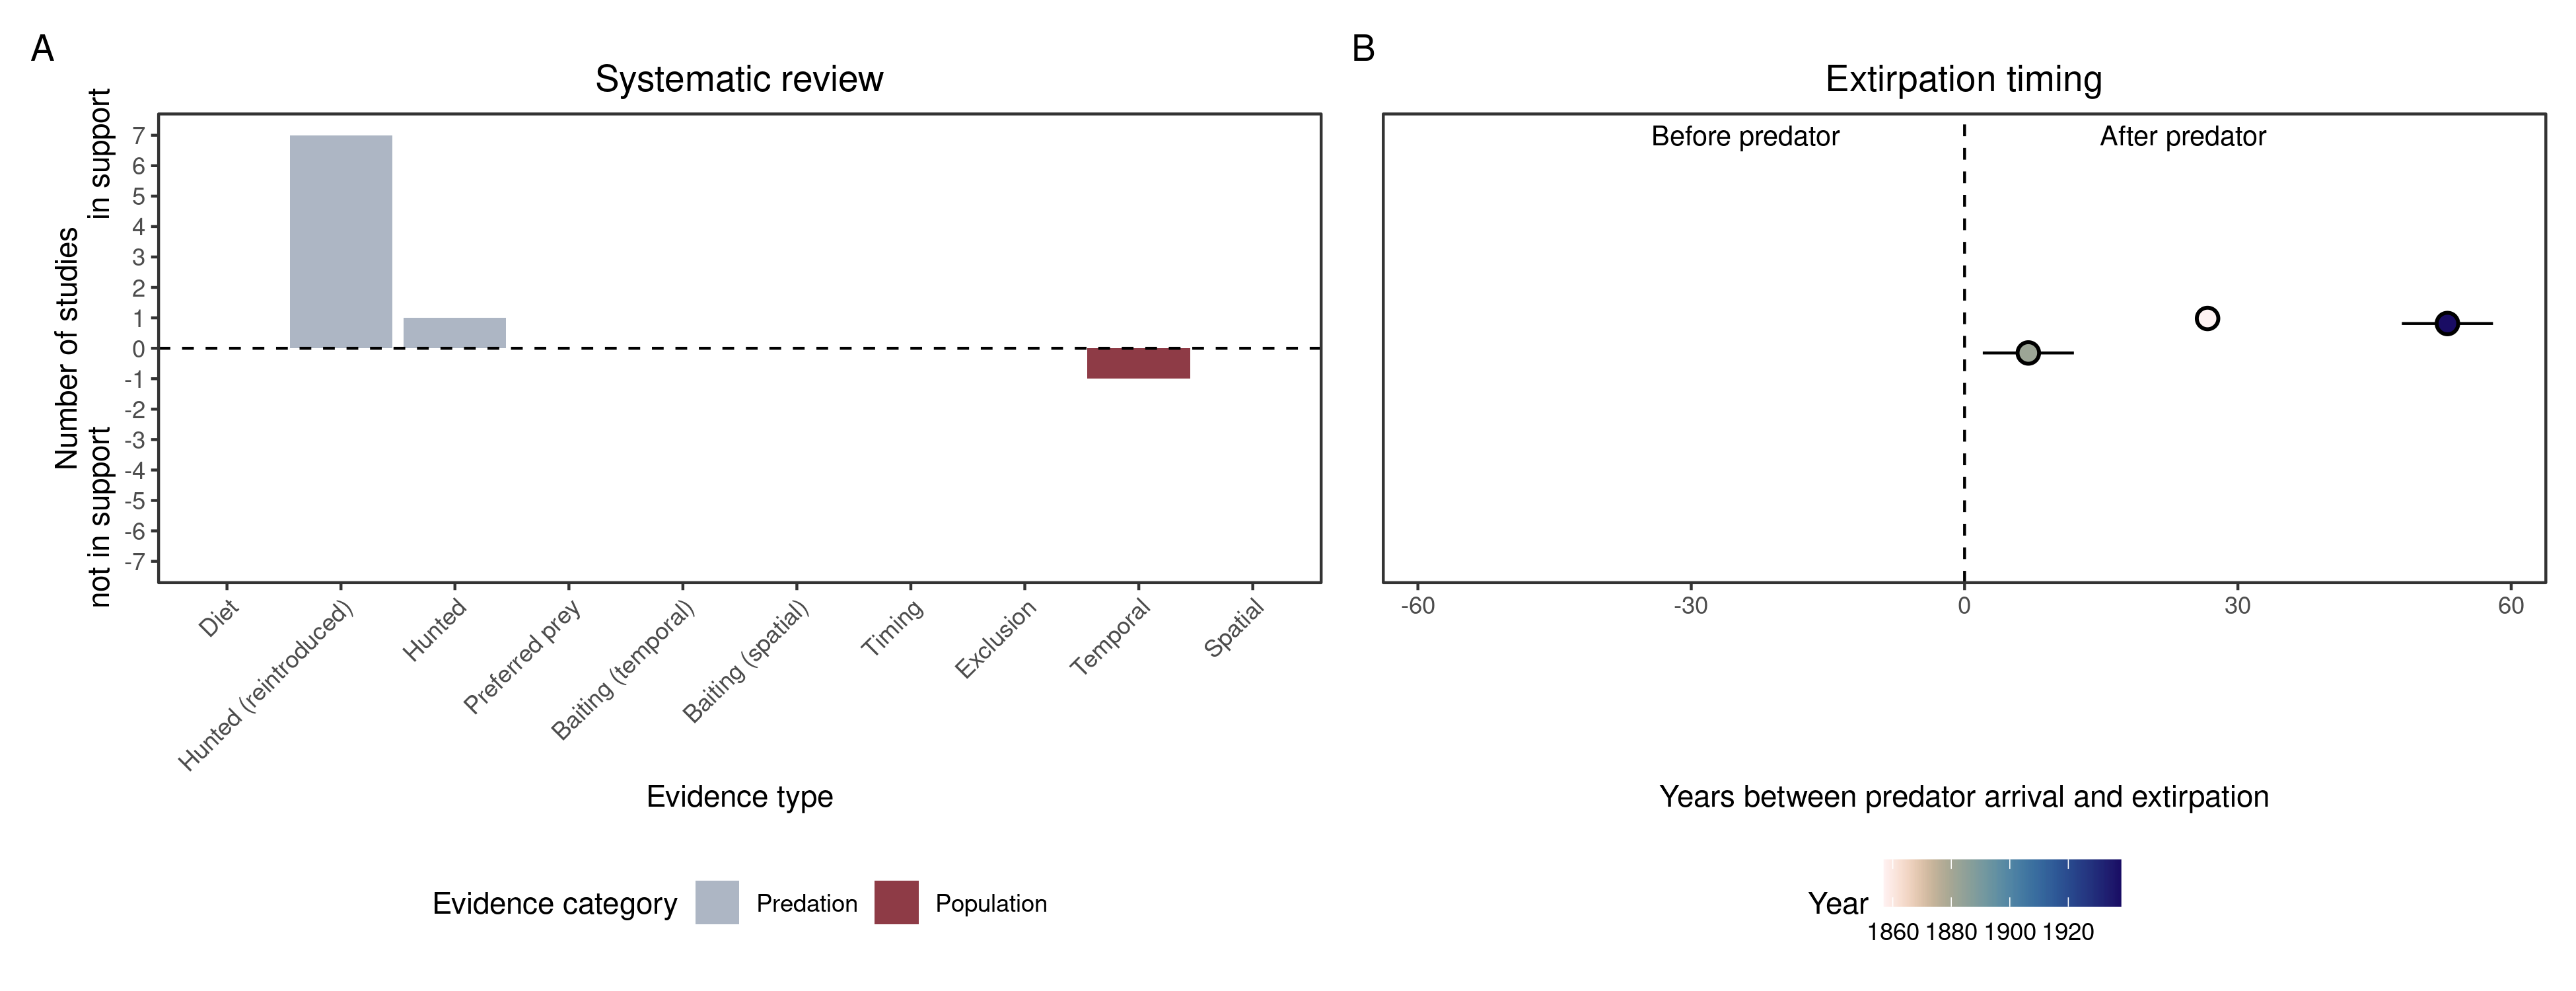 A
Systematic review
Number of studies
not in support
in support
7
6
5
4
3
2
1
0
-1
-2
-3
-4
-5
-6
-7
Diet
Hunted (reintroduced)
Hunted
Preferred prey
Baiting (temporal)
Baiting (spatial)
Timing
Exclusion
Temporal
Spatial
Evidence type
Evidence category
Predation
Population
B
Extirpation timing
Before predator
After predator
-60
-30
0
30
60
Years between predator arrival and extirpation
Year
1860 1880 1900 1920